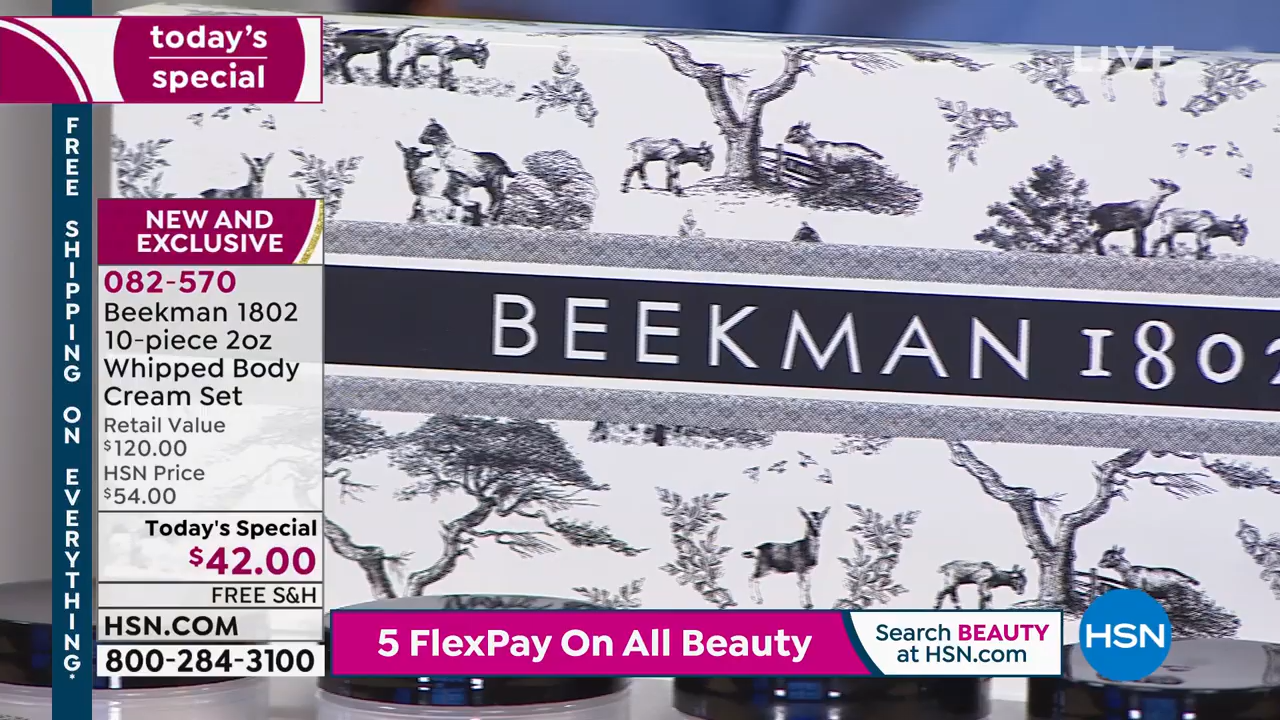 today's
special
LIVE
FREE SHIPPING ON EVERYTHING.*
NEW AND
EXCLUSIVE
082-570
Beekman 1802
10-piece 2oz
Whipped Body
Cream Set
Retail Value
$120.00
HSN Price
$54.00
Today's Special
$42.00
FREE S&H
HSN.COM
800-284-3100
BEEKMAN 1802
5 FlexPay On All Beauty
Search BEAUTY
at HSN.com
HSN